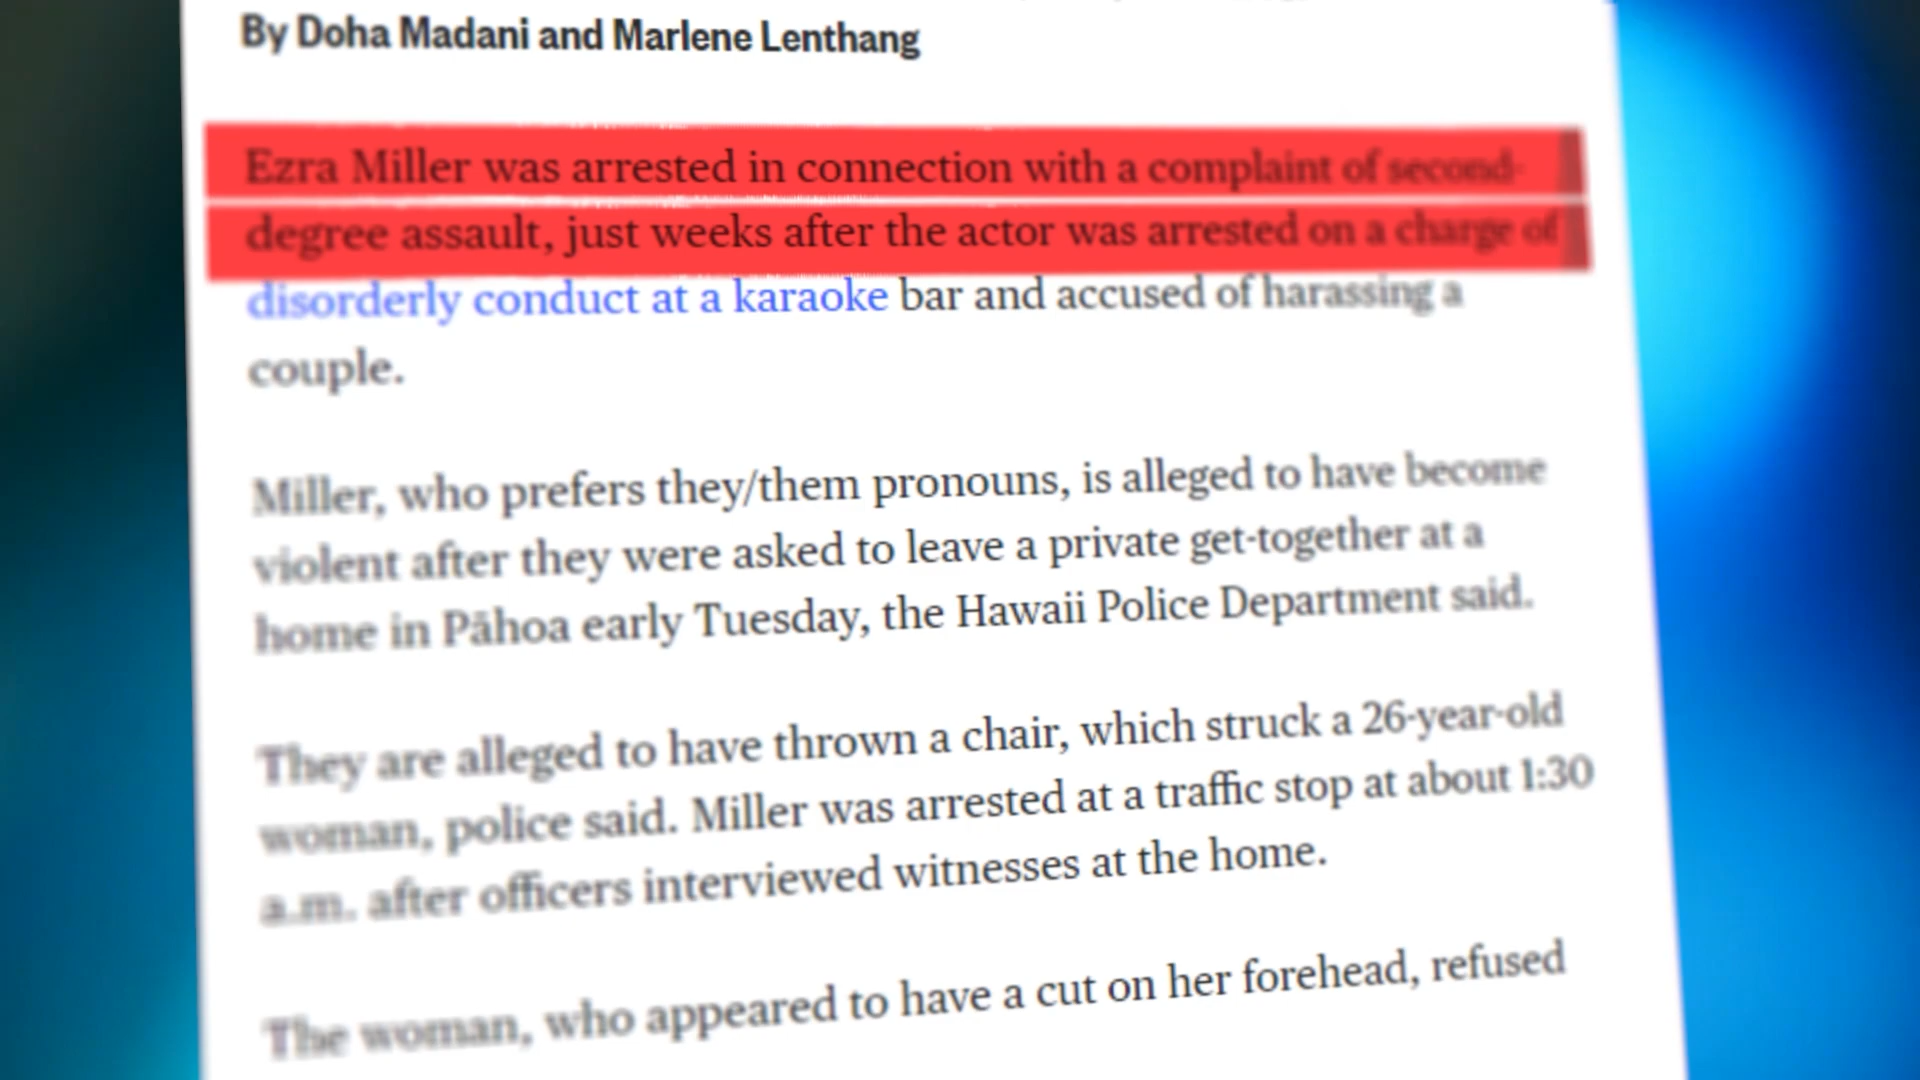 By Doha Madani and Marlene Lenthang
Ezra Miller was arrested in connection with a complaint of second-
degree assault, just weeks after the actor was arrested on a charge of
disorderly conduct at a karaoke bar and accused of harassing a
couple.
Miller, who prefers they/them pronouns, is alleged to have become
violent after they were asked to leave a private get-together at a
home in Pāhoa early Tuesday, the Hawaii Police Department said.
They are alleged to have thrown a chair, which struck a 26-year-old
woman, police said. Miller was arrested at a traffic stop at about 1:30
a.m. after officers interviewed witnesses at the home.
The woman, who appeared to have a cut on her forehead, refused